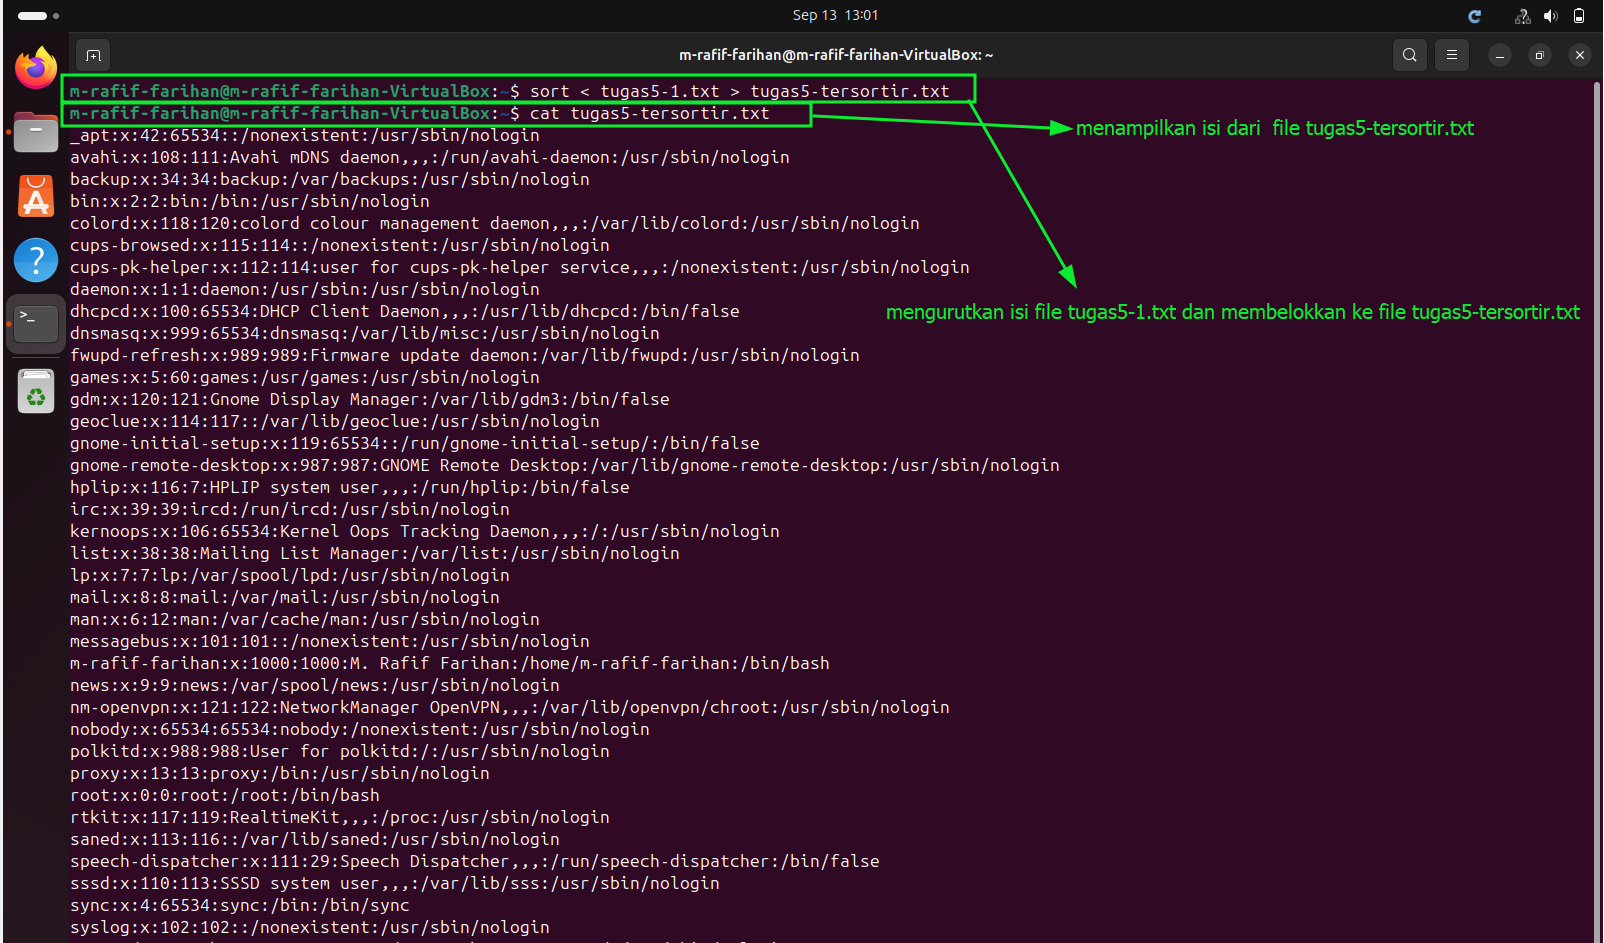 Sep 13 13:01
m-rafif-farihan@m-rafif-farihan-VirtualBox: ~
m-rafif-farihan@m-rafif-farihan-VirtualBox:~$ sort < tugas5-1.txt > tugas5-tersortir.txt
m-rafif-farihan@m-rafif-farihan-VirtualBox:~$ cat tugas5-tersortir.txt
menampilkan isi dari file tugas5-tersortir.txt
_apt:x:42:65534::/nonexistent:/usr/sbin/nologin
avahi:x:108:111:Avahi mDNS daemon,,,:/run/avahi-daemon:/usr/sbin/nologin
backup:x:34:34:backup:/var/backups:/usr/sbin/nologin
bin:x:2:2:bin:/bin:/usr/sbin/nologin
colord:x:118:120:colord colour management daemon,,,:/var/lib/colord:/usr/sbin/nologin
cups-browsed:x:115:114::/nonexistent:/usr/sbin/nologin
cups-pk-helper:x:112:114:user for cups-pk-helper service,,,:/nonexistent:/usr/sbin/nologin
daemon:x:1:1:daemon:/usr/sbin:/usr/sbin/nologin
dhcpcd:x:100:65534:DHCP Client Daemon,,,:/usr/lib/dhcpcd:/bin/false
mengurutkan isi file tugas5-1.txt dan membelokkan ke file tugas5-tersortir.txt
dnsmasq:x:999:65534:dnsmasq:/var/lib/misc:/usr/sbin/nologin
fwupd-refresh:x:989:989:Firmware update daemon:/var/lib/fwupd:/usr/sbin/nologin
games:x:5:60:games:/usr/games:/usr/sbin/nologin
gdm:x:120:121:Gnome Display Manager:/var/lib/gdm3:/bin/false
geoclue:x:114:117::/var/lib/geoclue:/usr/sbin/nologin
gnome-initial-setup:x:119:65534::/run/gnome-initial-setup/:/bin/false
gnome-remote-desktop:x:987:987:GNOME Remote Desktop:/var/lib/gnome-remote-desktop:/usr/sbin/nologin
hplip:x:116:7:HPLIP system user,,,:/run/hplip:/bin/false
irc:x:39:39:ircd:/run/ircd:/usr/sbin/nologin
kernoops:x:106:65534:Kernel Oops Tracking Daemon,,,:/:/usr/sbin/nologin
list:x:38:38:Mailing List Manager:/var/list:/usr/sbin/nologin
lp:x:7:7:lp:/var/spool/lpd:/usr/sbin/nologin
mail:x:8:8:mail:/var/mail:/usr/sbin/nologin
man:x:6:12:man:/var/cache/man:/usr/sbin/nologin
messagebus:x:101:101::/nonexistent:/usr/sbin/nologin
m-rafif-farihan:x:1000:1000:M. Rafif Farihan:/home/m-rafif-farihan:/bin/bash
news:x:9:9:news:/var/spool/news:/usr/sbin/nologin
nm-openvpn:x:121:122:NetworkManager OpenVPN,,,:/var/lib/openvpn/chroot:/usr/sbin/nologin
nobody:x:65534:65534:nobody:/nonexistent:/usr/sbin/nologin
polkitd:x:988:988:User for polkitd:/:/usr/sbin/nologin
proxy:x:13:13:proxy:/bin:/usr/sbin/nologin
root:x:0:0:root:/root:/bin/bash
rtkit:x:117:119:RealtimeKit,,,:/proc:/usr/sbin/nologin
saned:x:113:116::/var/lib/saned:/usr/sbin/nologin
speech-dispatcher:x:111:29:Speech Dispatcher,,,:/run/speech-dispatcher:/bin/false
sssd:x:110:113:SSSD system user,,,:/var/lib/sss:/usr/sbin/nologin
sync:x:4:65534:sync:/bin:/bin/sync
syslog:x:102:102::/nonexistent:/usr/sbin/nologin